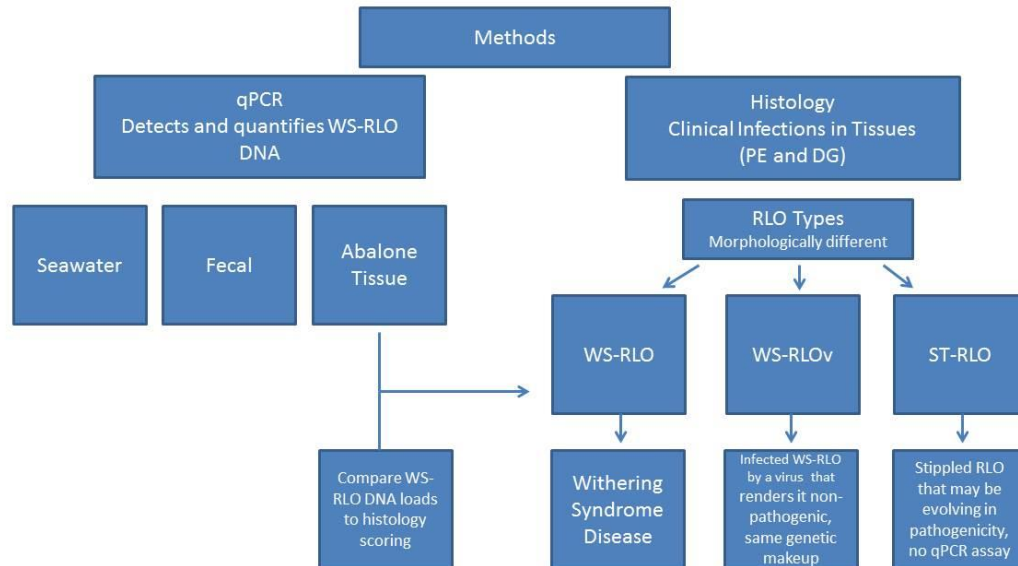 Methods
qPCR
Detects and quantifies WS-RLO
DNA
Histology
Clinical Infections in Tissues
(PE and DG)
Seawater
Fecal
Abalone
Tissue
RLO Types
Morphologically different
WS-RLO
WS-RLOv
ST-RLO
Compare WS-
RLO DNA loads
to histology
scoring
Withering
Syndrome
Disease
Infected WS-RLO
by a virus that
renders it non-
pathogenic,
same genetic
makeup
Stippled RLO
that may be
evolving in
pathogenicity,
no qPCR assay